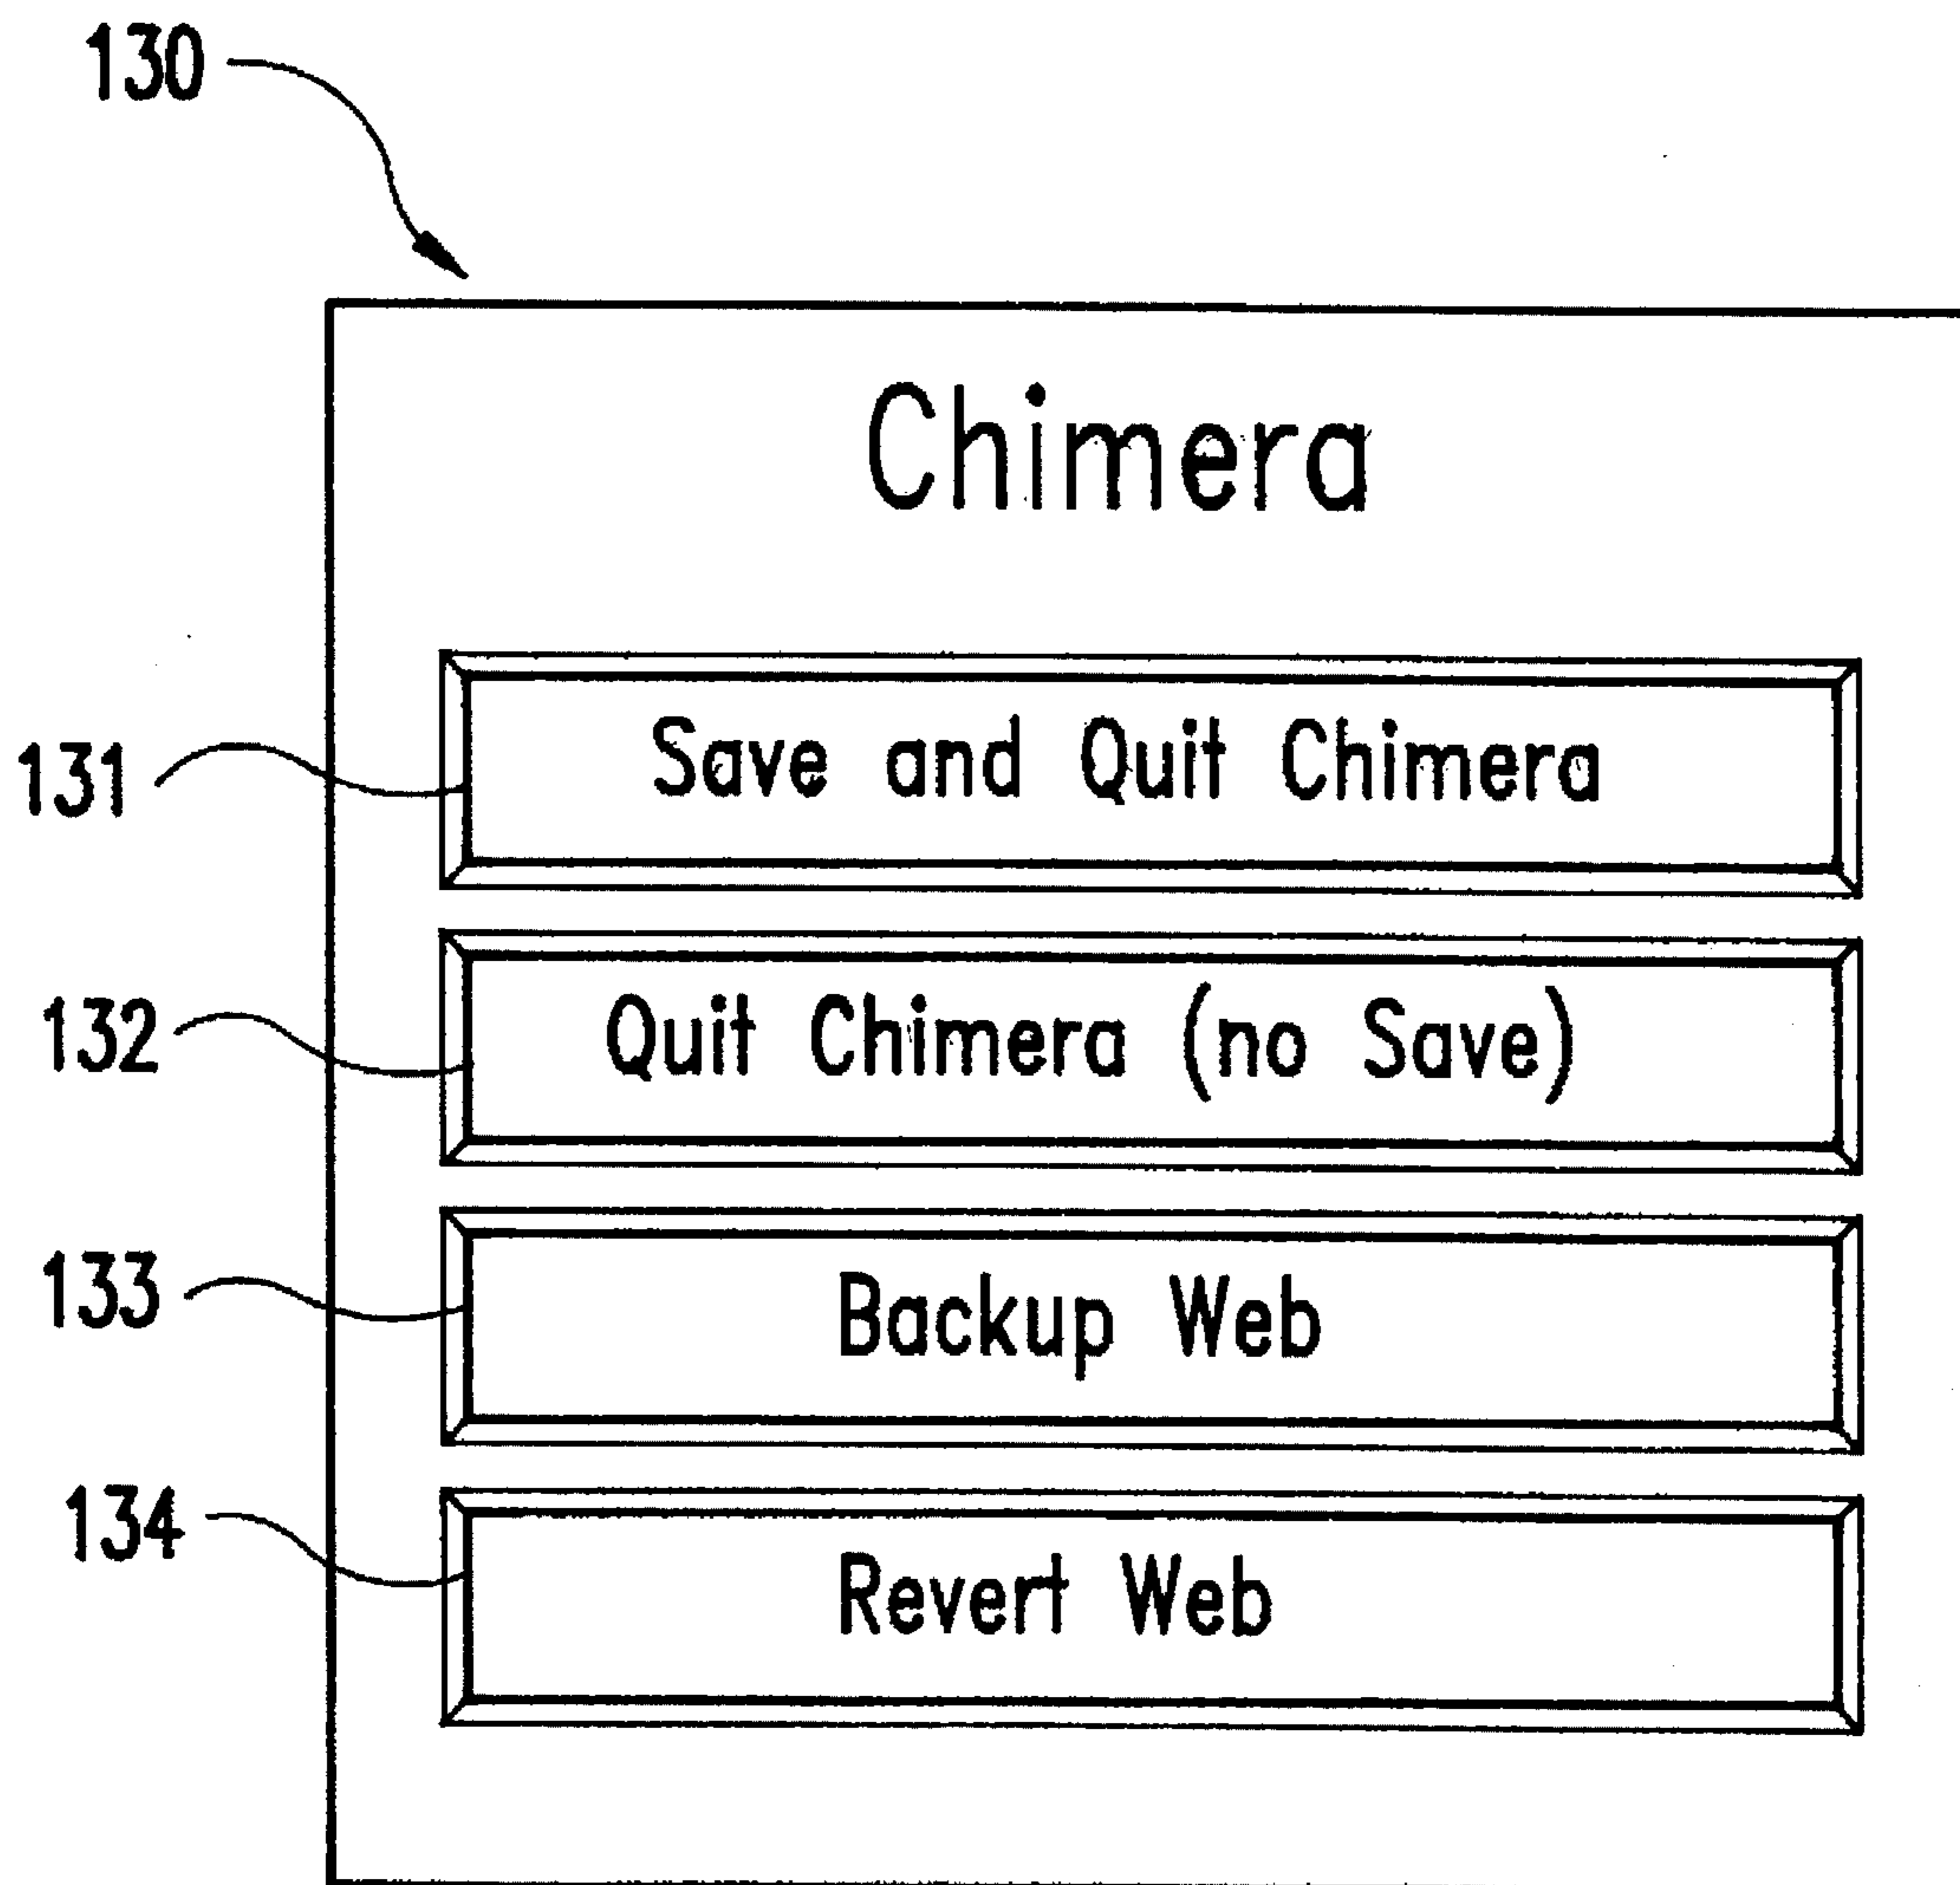 130
Chimera
131 Save and Quit Chimera
132 Quit Chimera (no Save)
133 Backup Web
134 Revert Web